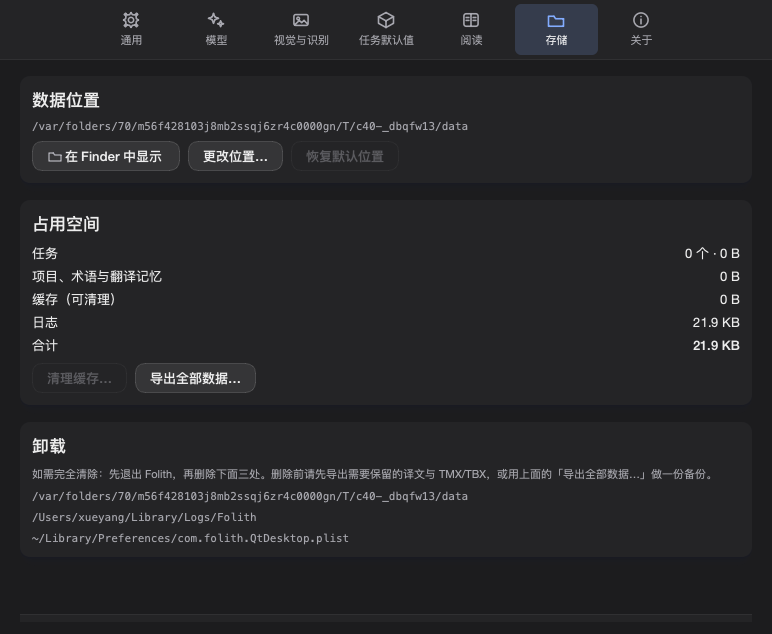 通用
模型
视觉与识别
任务默认值
阅读
存储
关于
数据位置
/var/folders/70/m56f428103j8mb2ssqj6zr4c0000gn/T/c40-_dbqfw13/data
在 Finder 中显示
更改位置…
恢复默认位置
占用空间
任务 0 个 · 0 B
项目、术语与翻译记忆 0 B
缓存（可清理） 0 B
日志 21.9 KB
合计 21.9 KB
清理缓存…
导出全部数据…
卸载
如需完全清除：先退出 Folith，再删除下面三处。删除前请先导出需要保留的译文与 TMX/TBX，或用上面的「导出全部数据…」做一份备份。
/var/folders/70/m56f428103j8mb2ssqj6zr4c0000gn/T/c40-_dbqfw13/data
/Users/xueyang/Library/Logs/Folith
~/Library/Preferences/com.folith.QtDesktop.plist